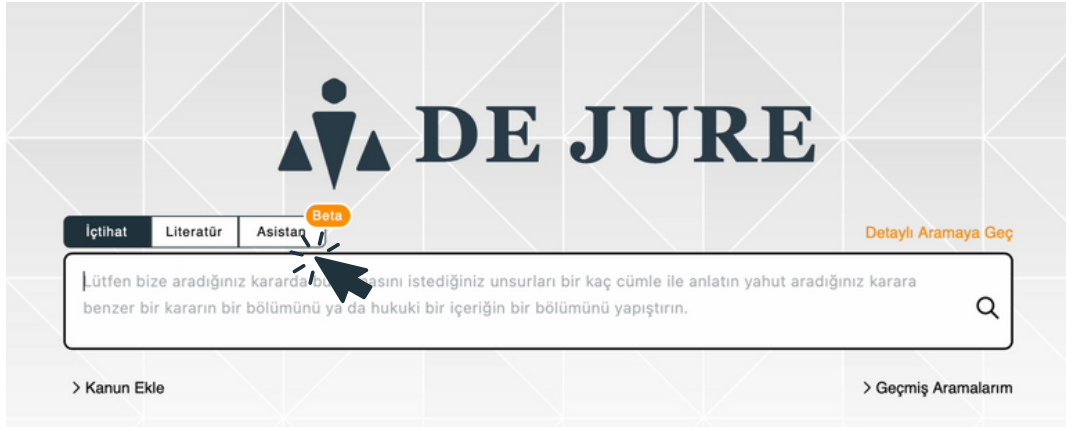 DE JURE
Beta
İçtihat Literatür Asistan
Detaylı Aramaya Geç
Lütfen bize aradığınız kararda istediğiniz unsurları bir kaç cümle ile anlatın yahut aradığınız karara
benzer bir kararın bir bölümünü ya da hukuki bir içeriğin bir bölümünü yapıştırın.
> Kanun Ekle
> Geçmiş Aramalarım